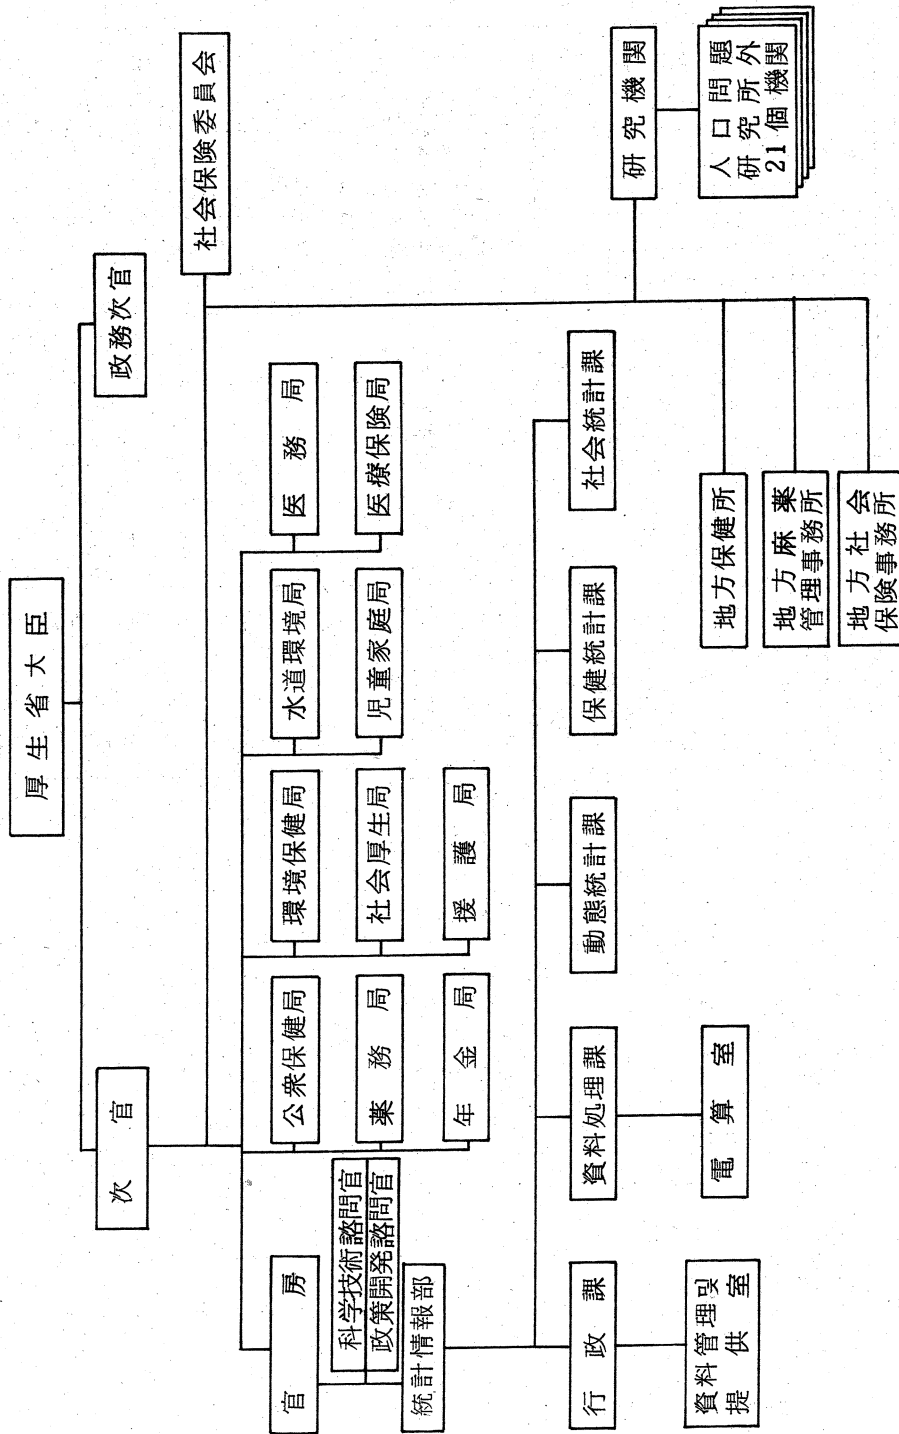 厚生省大臣
次官
政務次官
社会保険委員会
官房
公衆保健局
環境保健局
水道環境局
医務局
科学技術諮問官
政策開発諮問官
薬務局
社会厚生局
児童家庭局
医療保険局
統計情報部
年金局
援護局
研究機関
行政課
資料処理課
動態統計課
保健統計課
社会統計課
人口問題
研究所外
21個機関
資料管理및
提供室
電算室
地方保健所
地方麻薬
管理事務所
地方社会
保険事務所